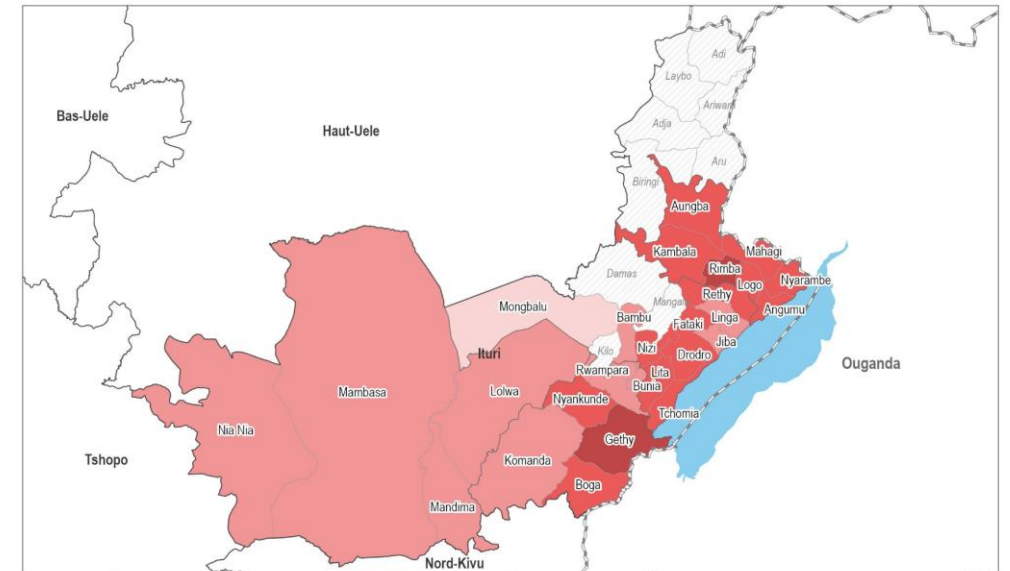 Adi
Laybo
Ariwara
Bas-Uele
Adja
Haut-Uele
Aru
Biringi
Aungba
Kambala
Mahagi
Rimba
Damas
Nyarambe
Logo
Rethy
Mangala
Mongbalu
Angumu
Bambu
Linga
Fataki
Jiba
Nizi
Kilo
Ituri
Drodro
Ouganda
Rwampara
Lita
Bunia
Mambasa
Lolwa
Nyankunde
Tchomia
Nia Nia
Gethy
Tshopo
Komanda
Boga
Mandima
Nord-Kivu